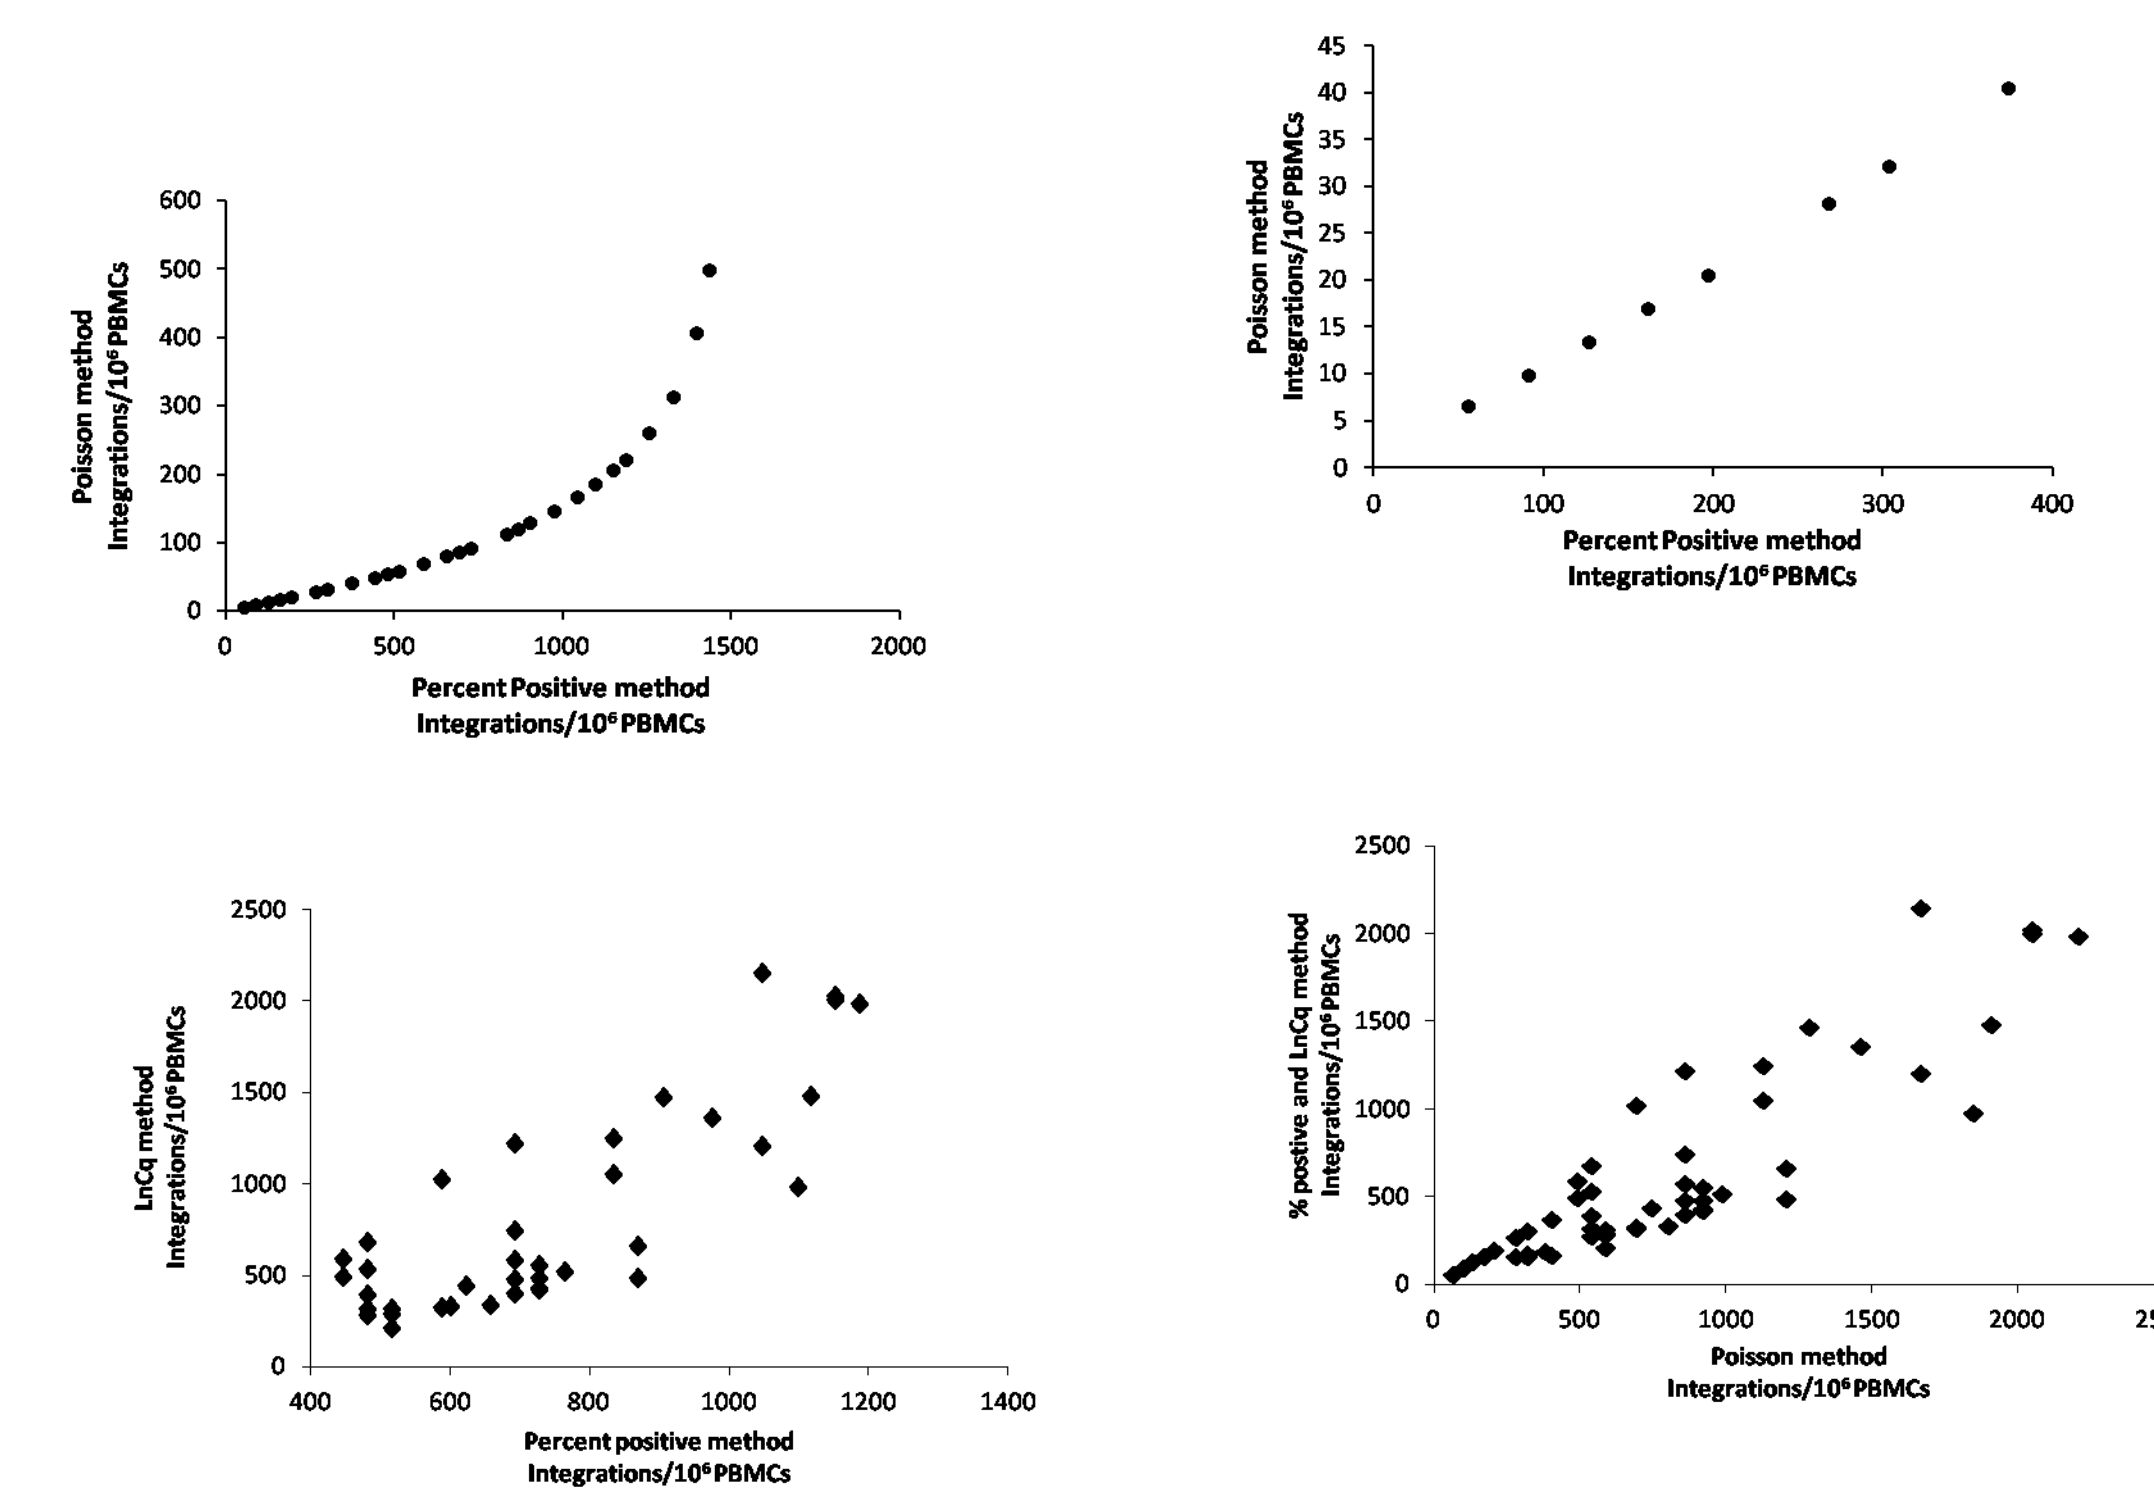 600
500
400
300
200
100
0
0 500 1000 1500 2000
Poisson method
Integrations/10⁶ PBMCs
Percent Positive method
Integrations/10⁶ PBMCs
45
40
35
30
25
20
15
10
5
0
0 100 200 300 400
Poisson method
Integrations/10⁶ PBMCs
Percent Positive method
Integrations/10⁶ PBMCs
2500
2000
1500
1000
500
0
400 600 800 1000 1200 1400
LnCq method
Integrations/10⁶ PBMCs
Percent positive method
Integrations/10⁶ PBMCs
2500
2000
1500
1000
500
0
0 500 1000 1500 2000
% postive and LnCq method
Integrations/10⁶ PBMCs
Poisson method
Integrations/10⁶ PBMCs